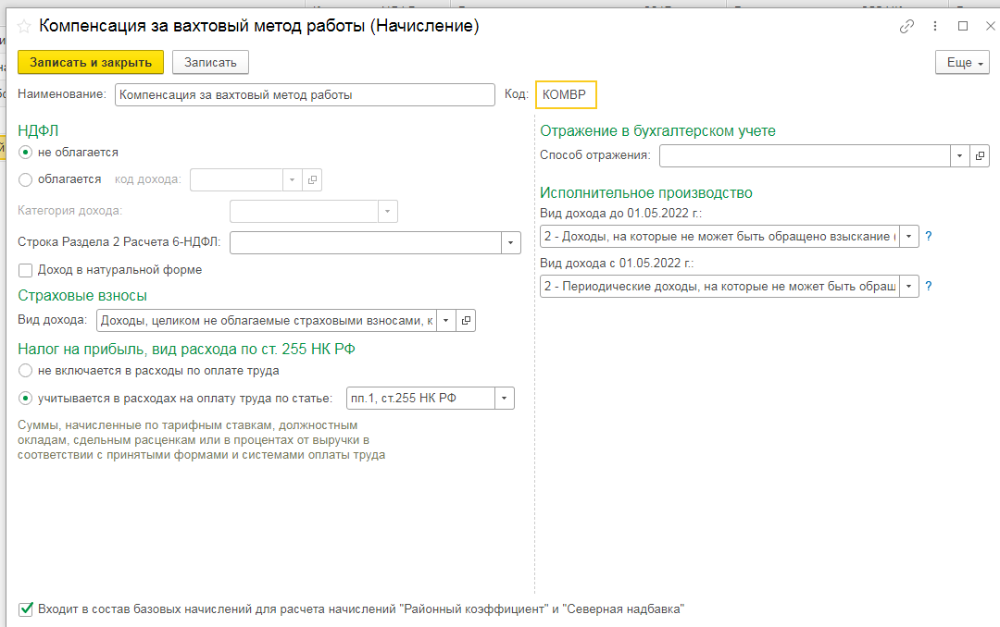 Компенсация за вахтовый метод работы (Начисление)
Записать и закрыть
Записать
Еще
Наименование: Компенсация за вахтовый метод работы
Код: КОМВР
НДФЛ
не облагается
облагается код дохода:
Категория дохода:
Строка Раздела 2 Расчета 6-НДФЛ:
Доход в натуральной форме
Страховые взносы
Вид дохода: Доходы, целиком не облагаемые страховыми взносами, к
Налог на прибыль, вид расхода по ст. 255 НК РФ
не включается в расходы по оплате труда
учитывается в расходах на оплату труда по статье: пп.1, ст.255 НК РФ
Суммы, начисленные по тарифным ставкам, должностным
окладам, сдельным расценкам или в процентах от выручки в
соответствии с принятыми формами и системами оплаты труда
Отражение в бухгалтерском учете
Способ отражения:
Исполнительное производство
Вид дохода до 01.05.2022 г.:
2 - Доходы, на которые не может быть обращено взыскание ( ?
Вид дохода с 01.05.2022 г.:
2 - Периодические доходы, на которые не может быть обращ ?
Входит в состав базовых начислений для расчета начислений "Районный коэффициент" и "Северная надбавка"